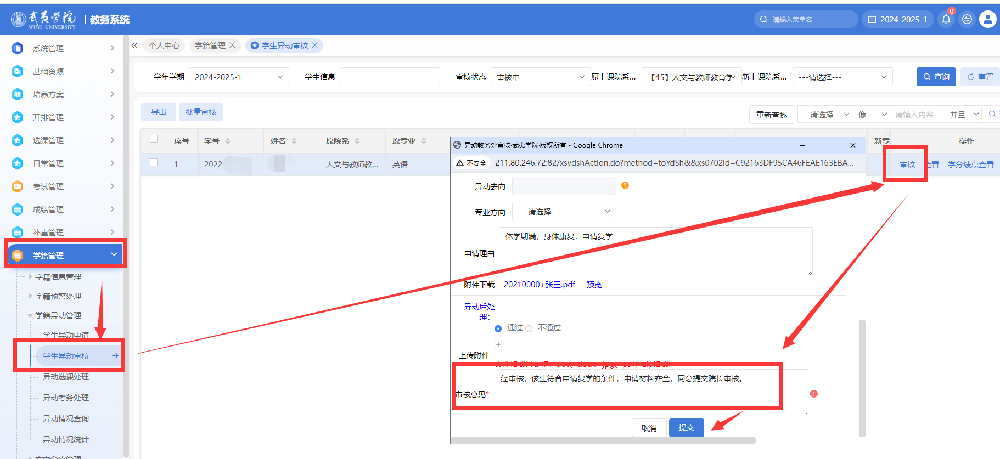 武夷学院
WUYI UNIVERSITY
教务系统
请输入菜单名
2024-2025-1
0
系统管理
基础资源
培养方案
开排管理
选课管理
日常管理
考试管理
成绩管理
补重管理
学籍管理
学籍信息管理
学籍预警处理
学籍异动管理
学生异动申请
学生异动审核
异动选课处理
异动考务处理
异动情况查询
异动情况统计
方向分流管理
个人中心
学籍管理
学生异动审核
学年学期 2024-2025-1 学生信息 审核状态 审核中 原上课院系... 【45】人文与教师教育学 新上课院系... ---请选择--- 查询 重置
导出 批量审核
重新查找 --请选择-- 像 请输入内容 并且
序号 学号 姓名 原院系 原专业 新专 操作
1 2022 人文与教师教... 英语 审核 查看 学分绩点查看
异动教务处审核·武夷学院·版权所有 - Google Chrome
不安全 211.80.246.72:82/xsydshAction.do?method=toYdSh&&xs0702id=C92163DF95CA46FEAE163EBA...
异动去向
专业方向 ---请选择---
申请理由 休学期满，身体康复，申请复学
附件下载 20210000+张三.pdf 预览
异动后处
理：
通过 不通过
上传附件
文件格式只支持：doc、docx、jpg、pdf、zip格式!
审核意见* 经审核，该生符合申请复学的条件，申请材料齐全，同意提交院长审核。
取消 提交